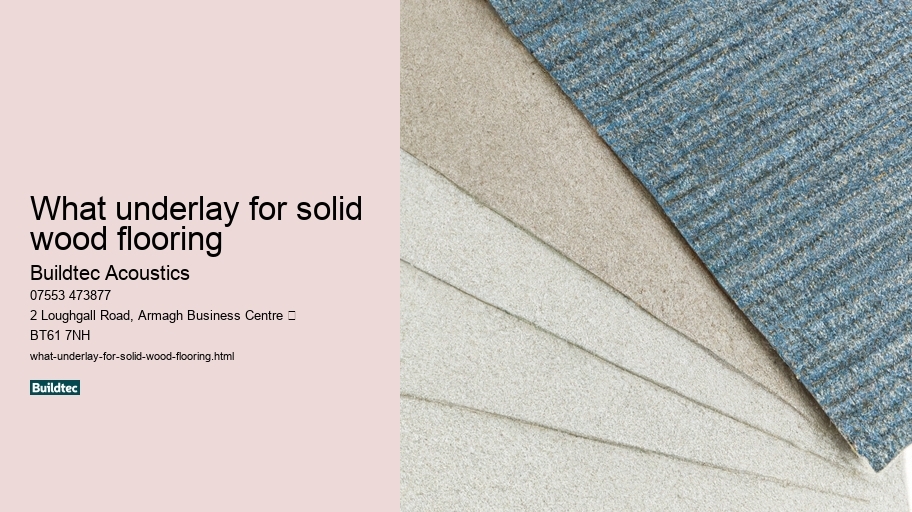 What underlay for solid
wood flooring
Buildtec Acoustics
07553 473877
2 Loughgall Road, Armagh Business Centre 
BT61 7NH
what-underlay-for-solid-wood-flooring.html
Buildtec